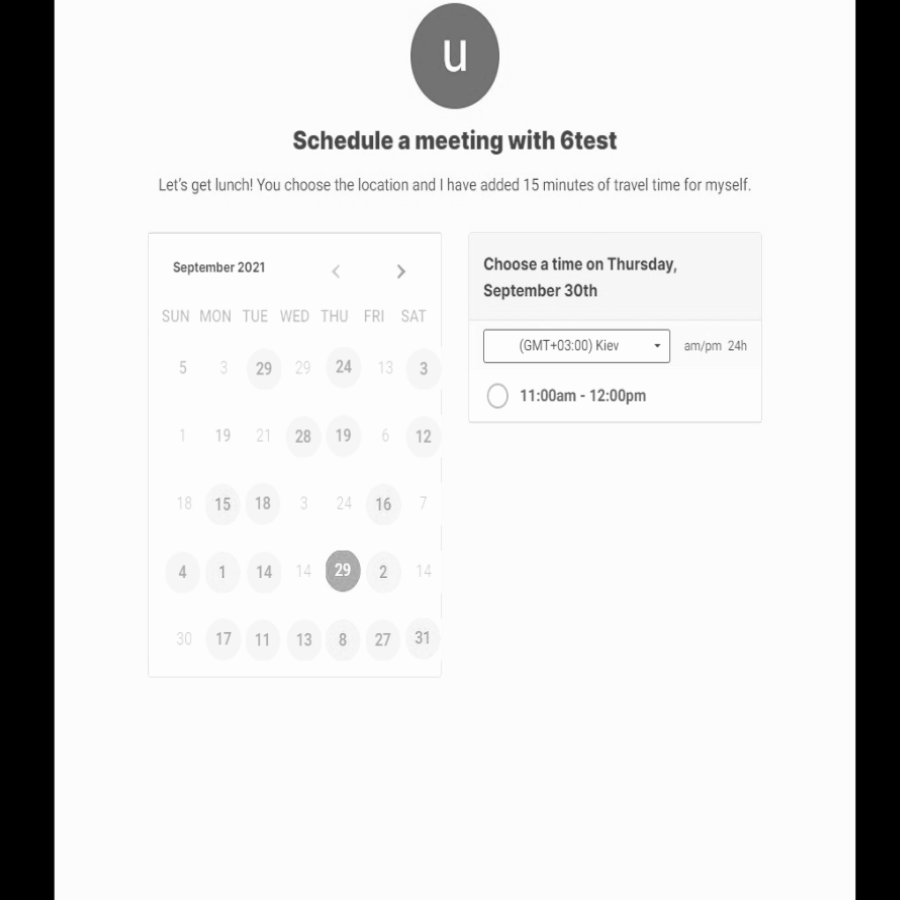 u
Schedule a meeting with 6test
Let's get lunch! You choose the location and I have added 15 minutes of travel time for myself.
September 2021
SUN MON TUE WED THU FRI SAT
5 3 29 29 24 13 3
1 19 21 28 19 6 12
18 15 18 3 24 16 7
4 1 14 14 29 2 14
30 17 11 13 8 27 31
Choose a time on Thursday,
September 30th
(GMT+03:00) Kiev am/pm 24h
11:00am - 12:00pm